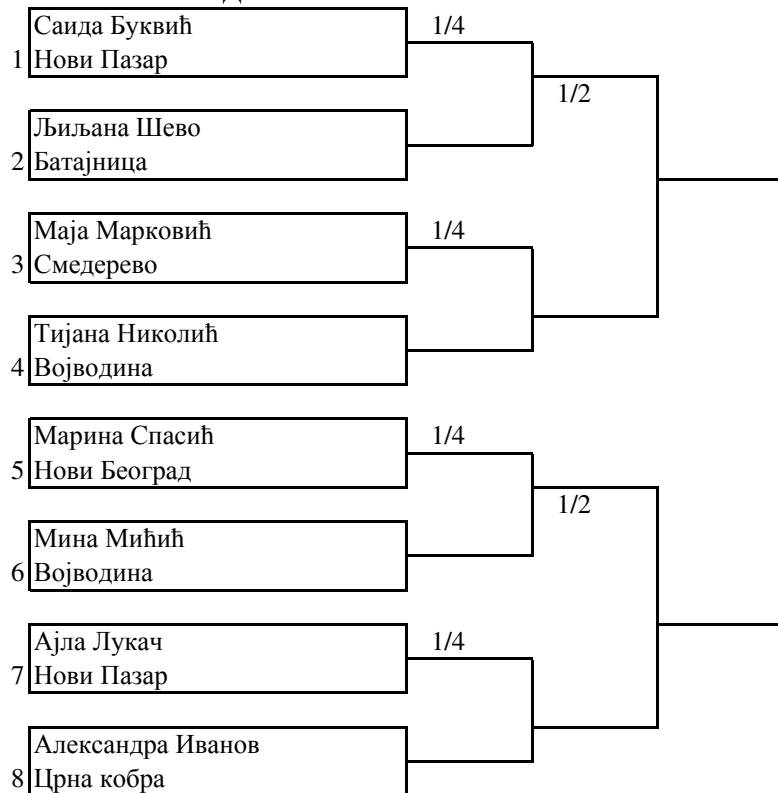 Саида Буквић 1/4
1 Нови Пазар
1/2
Љиљана Шево
2 Батајница
Маја Марковић 1/4
3 Смедерево
Тијана Николић
4 Војводина
Марина Спасић 1/4
5 Нови Београд
1/2
Мина Мићић
6 Војводина
Ајла Лукач 1/4
7 Нови Пазар
Александра Иванов
8 Црна кобра